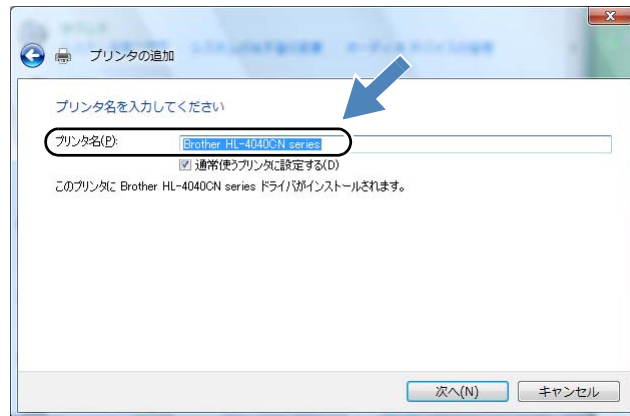 プリンタの追加
プリンタ名を入力してください
プリンタ名(P): Brother HL-4040CN series
通常使うプリンタに設定する(D)
このプリンタに Brother HL-4040CN series ドライバがインストールされます。
次へ(N) キャンセル